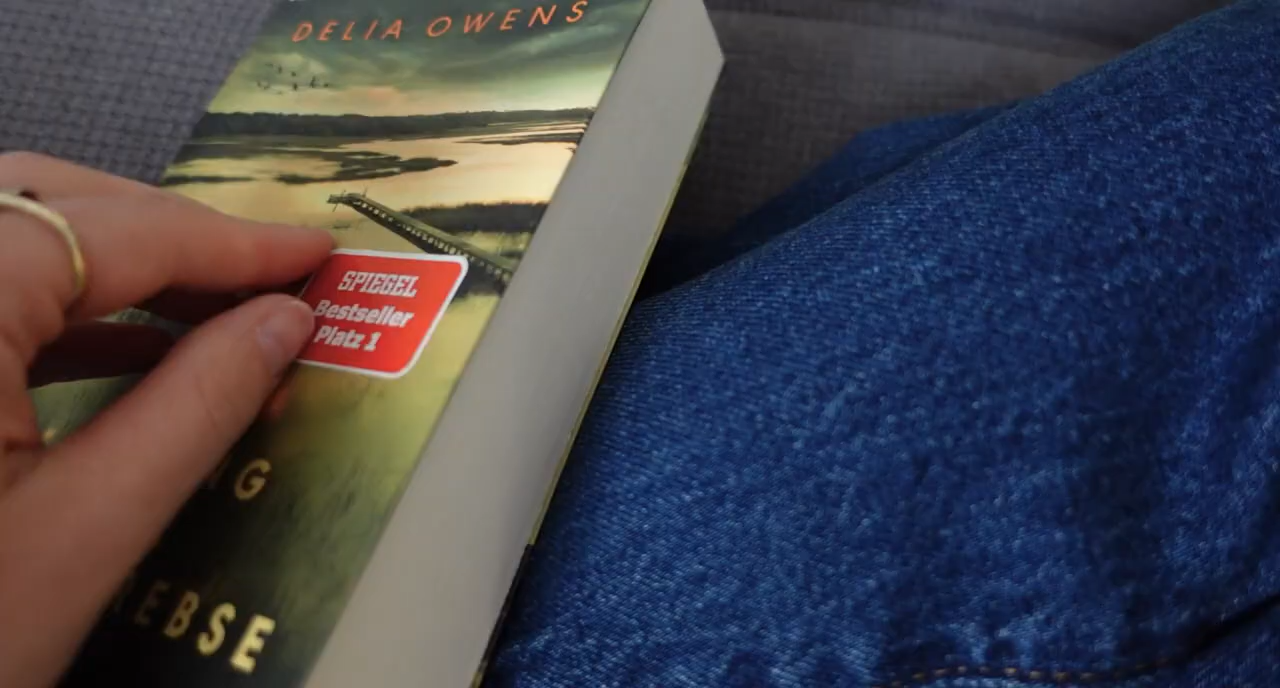 DELIA OWENS
SPIEGEL
Bestseller
Platz 1
G
EBSE